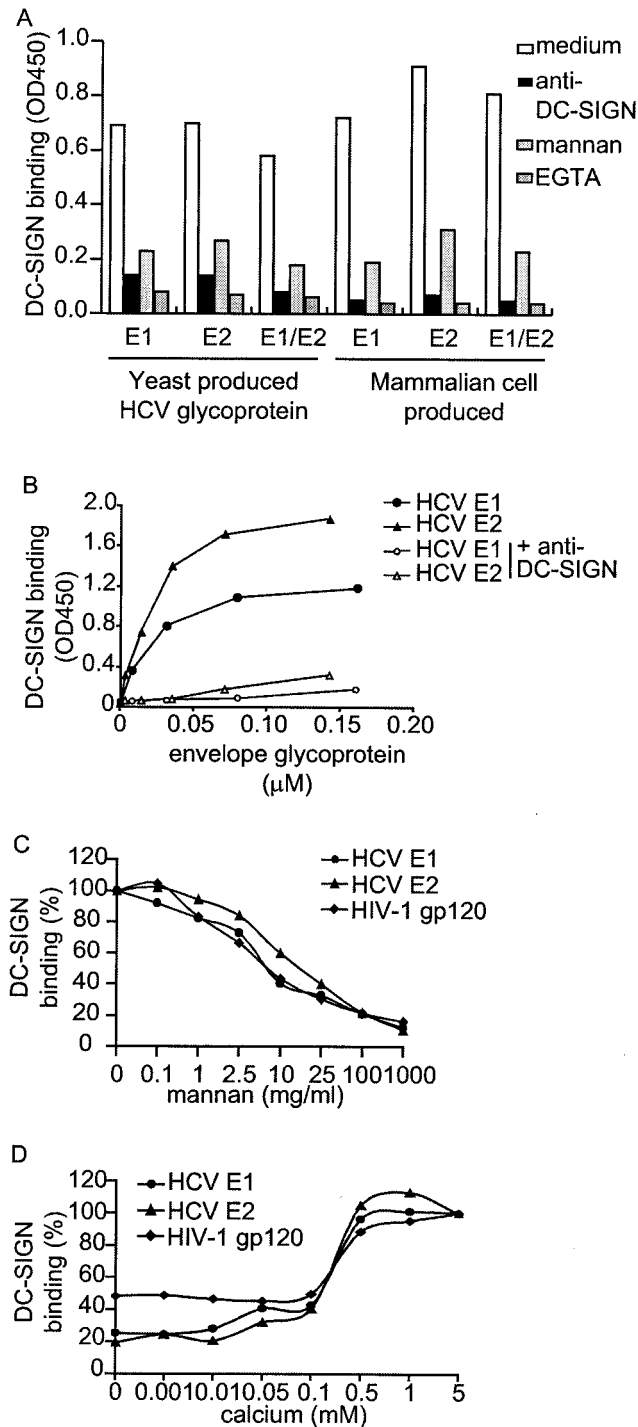 A
DC-SIGN binding (OD450)
1.0
0.8
0.6
0.4
0.2
0.0
medium
anti-
DC-SIGN
mannan
EGTA
E1 E2 E1/E2 E1 E2 E1/E2
Yeast produced
HCV glycoprotein
Mammalian cell
produced
B
DC-SIGN binding
(OD450)
2.0
1.6
1.2
0.8
0.4
0
0 0.05 0.10 0.15 0.20
envelope glycoprotein
(µM)
HCV E1
HCV E2
HCV E1
HCV E2
+ anti-
DC-SIGN
C
DC-SIGN
binding (%)
120
100
80
60
40
20
0
0 0.1 1 2.5 10 25 100 1000
mannan (mg/ml)
HCV E1
HCV E2
HIV-1 gp120
D
DC-SIGN
binding (%)
120
100
80
60
40
20
0
0 0.001 0.01 0.05 0.1 0.5 1 5
calcium (mM)
HCV E1
HCV E2
HIV-1 gp120